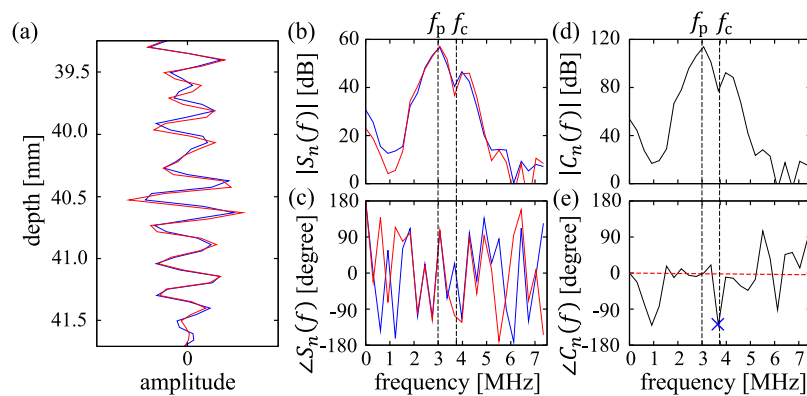 (a)
39.5
40.0
40.5
41.0
41.5
depth [mm]
0
amplitude
(b)
f_p f_c
60
40
20
0
|S_n(f)| [dB]
(c)
180
90
0
-90
-180
∠S_n(f) [degree]
0 1 2 3 4 5 6 7
frequency [MHz]
(d)
f_p f_c
120
80
40
0
|C_n(f)| [dB]
(e)
180
90
0
-90
-180
∠C_n(f) [degree]
0 1 2 3 4 5 6 7
frequency [MHz]